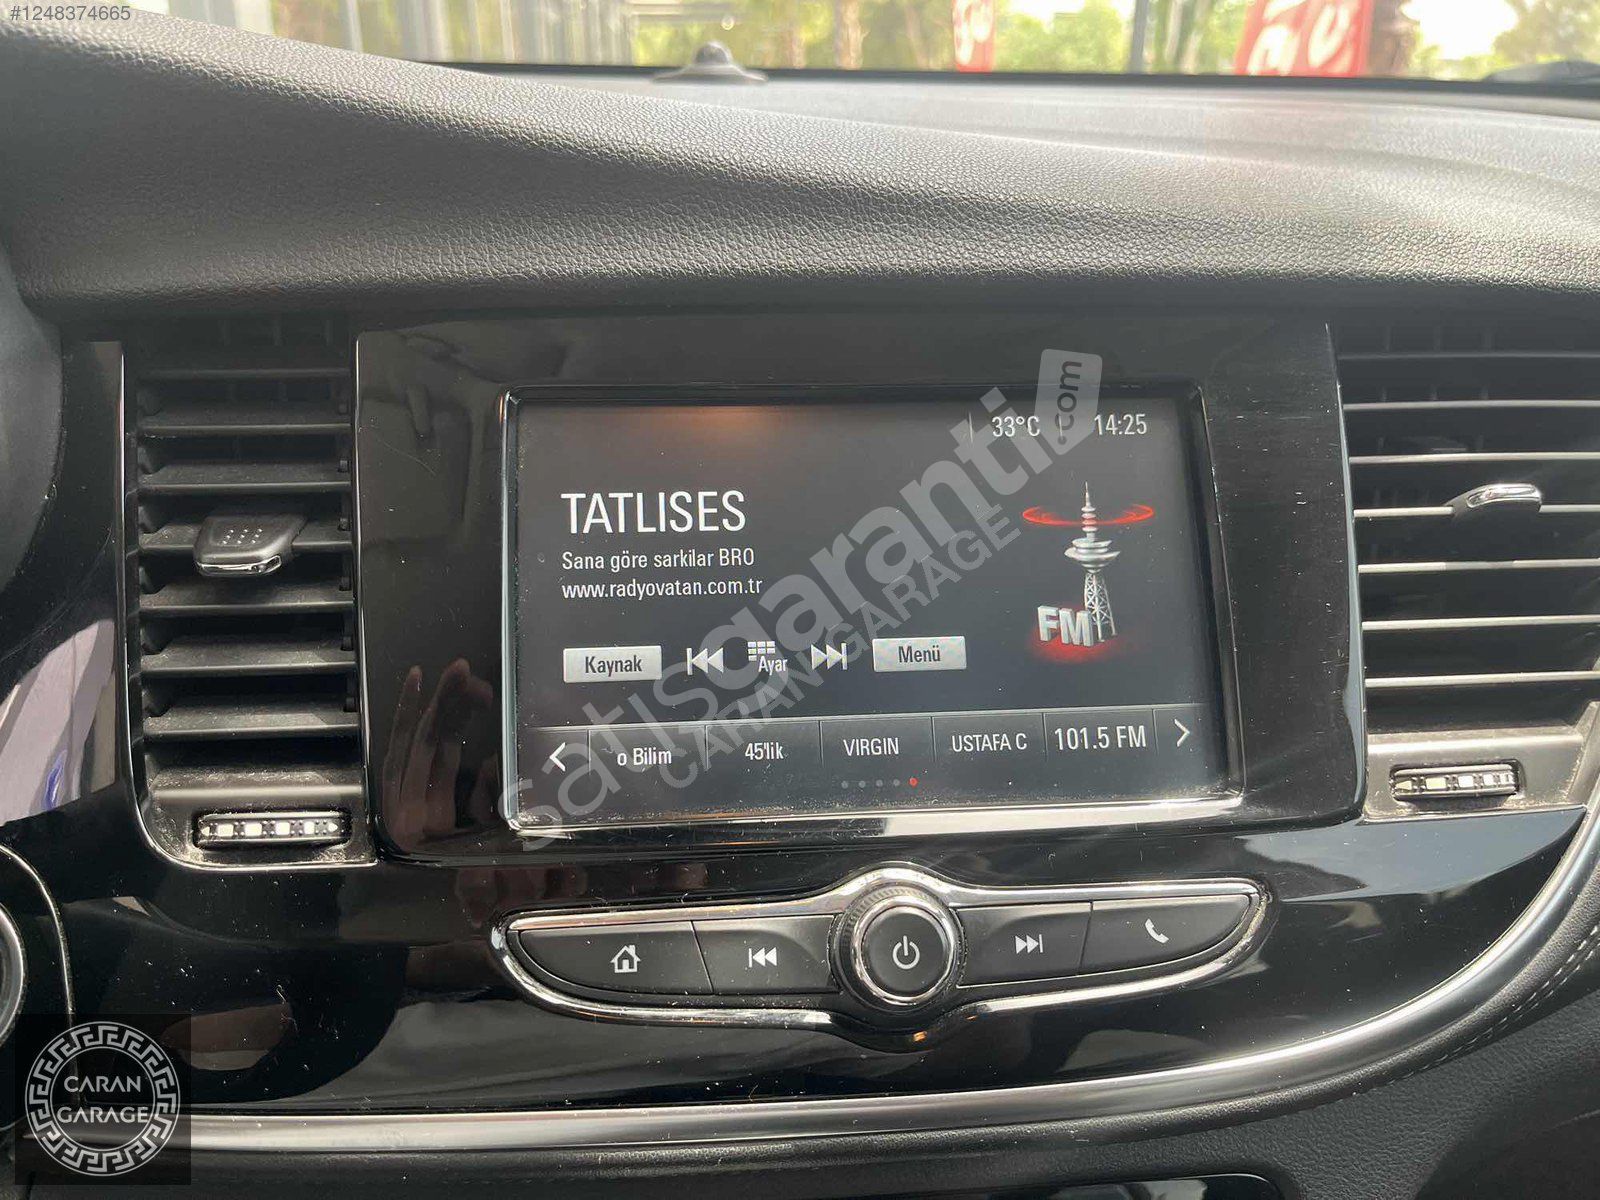 #1248374665
33°C 14:25
TATLISES
Sana göre sarkilar BRO
www.radyovatan.com.tr
FM
Kaynak Ayar Menü
o Bilim 45'lik VIRGIN USTAFA C 101.5 FM
satisgaranti.com
CARAN GARAGE
CARAN
GARAGE